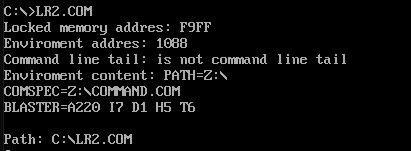 C:\>LR2.COM
Locked memory addres: F9FF
Enviroment addres: 1088
Command line tail: is not command line tail
Enviroment content: PATH=Z:\
COMSPEC=Z:\COMMAND.COM
BLASTER=A220 I7 D1 H5 T6
Path: C:\LR2.COM